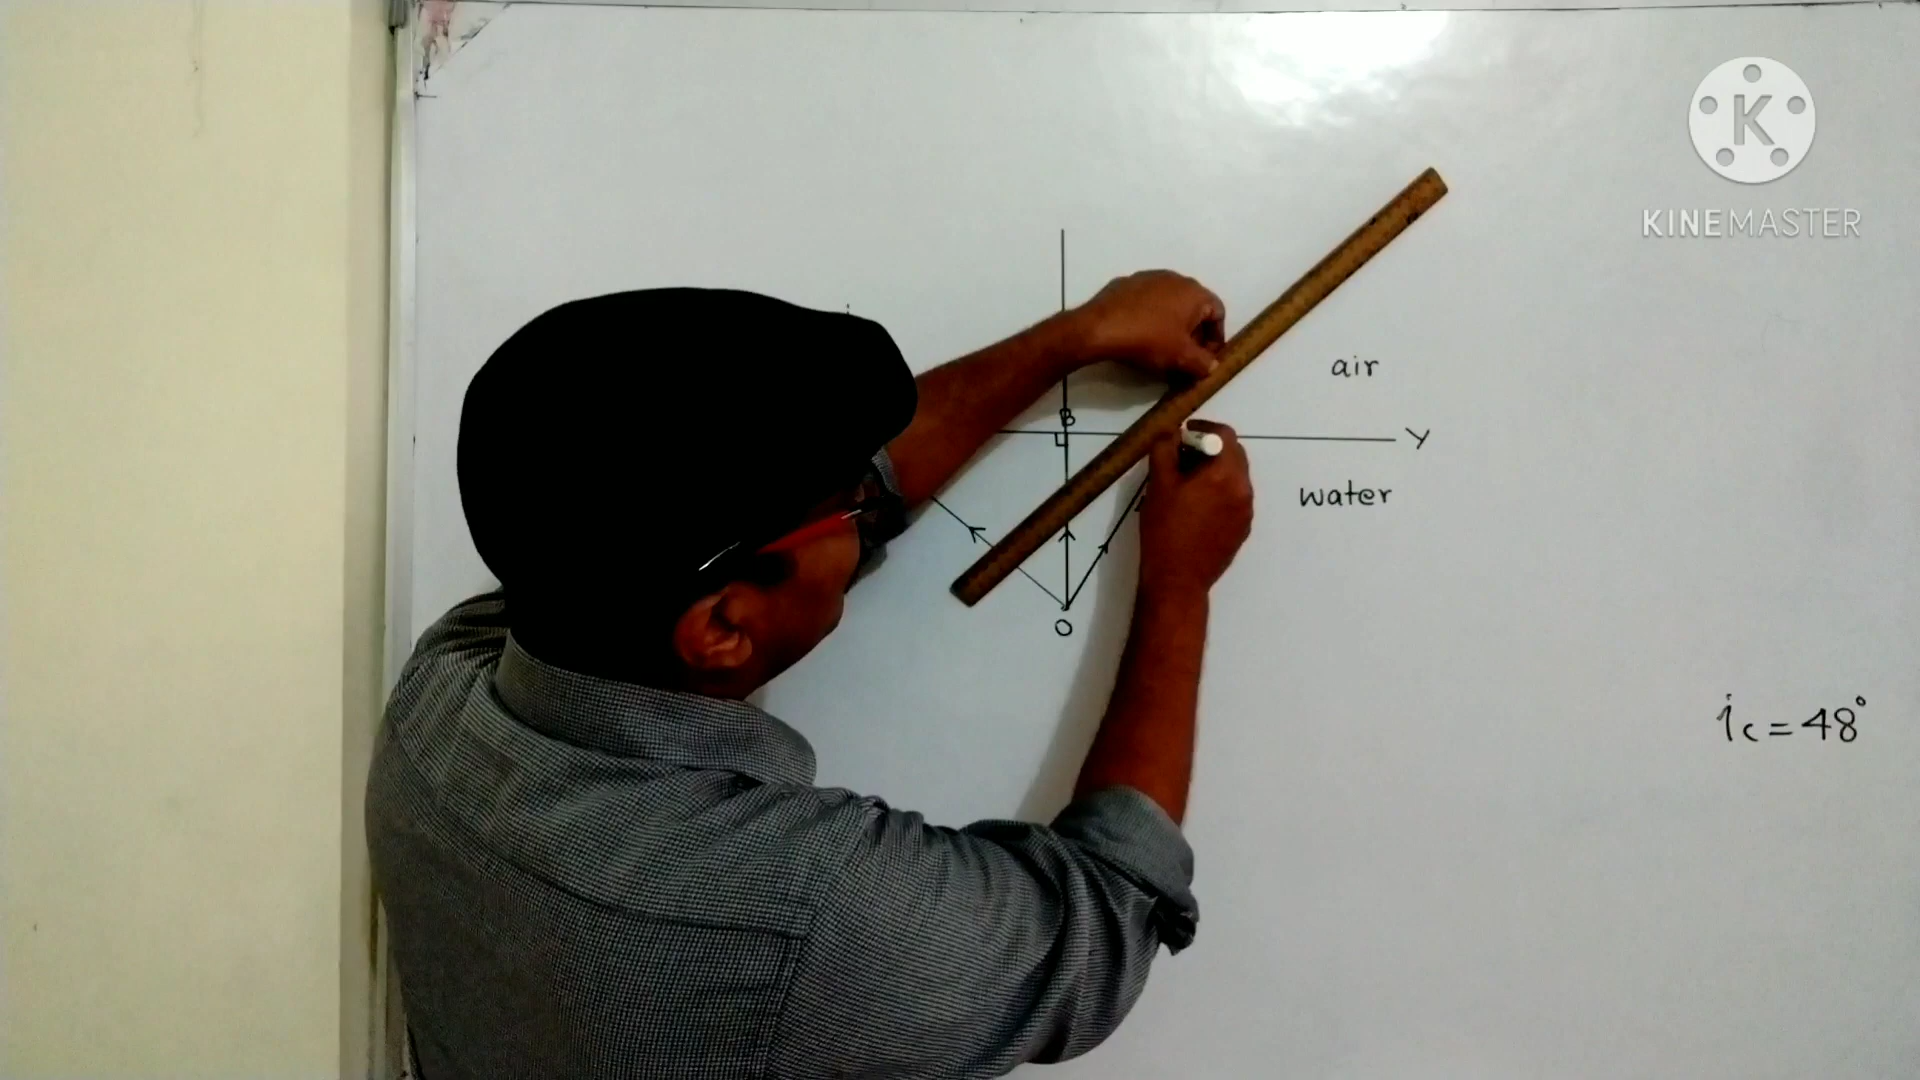 K
KINEMASTER
air
B
Y
water
O
ic = 48°